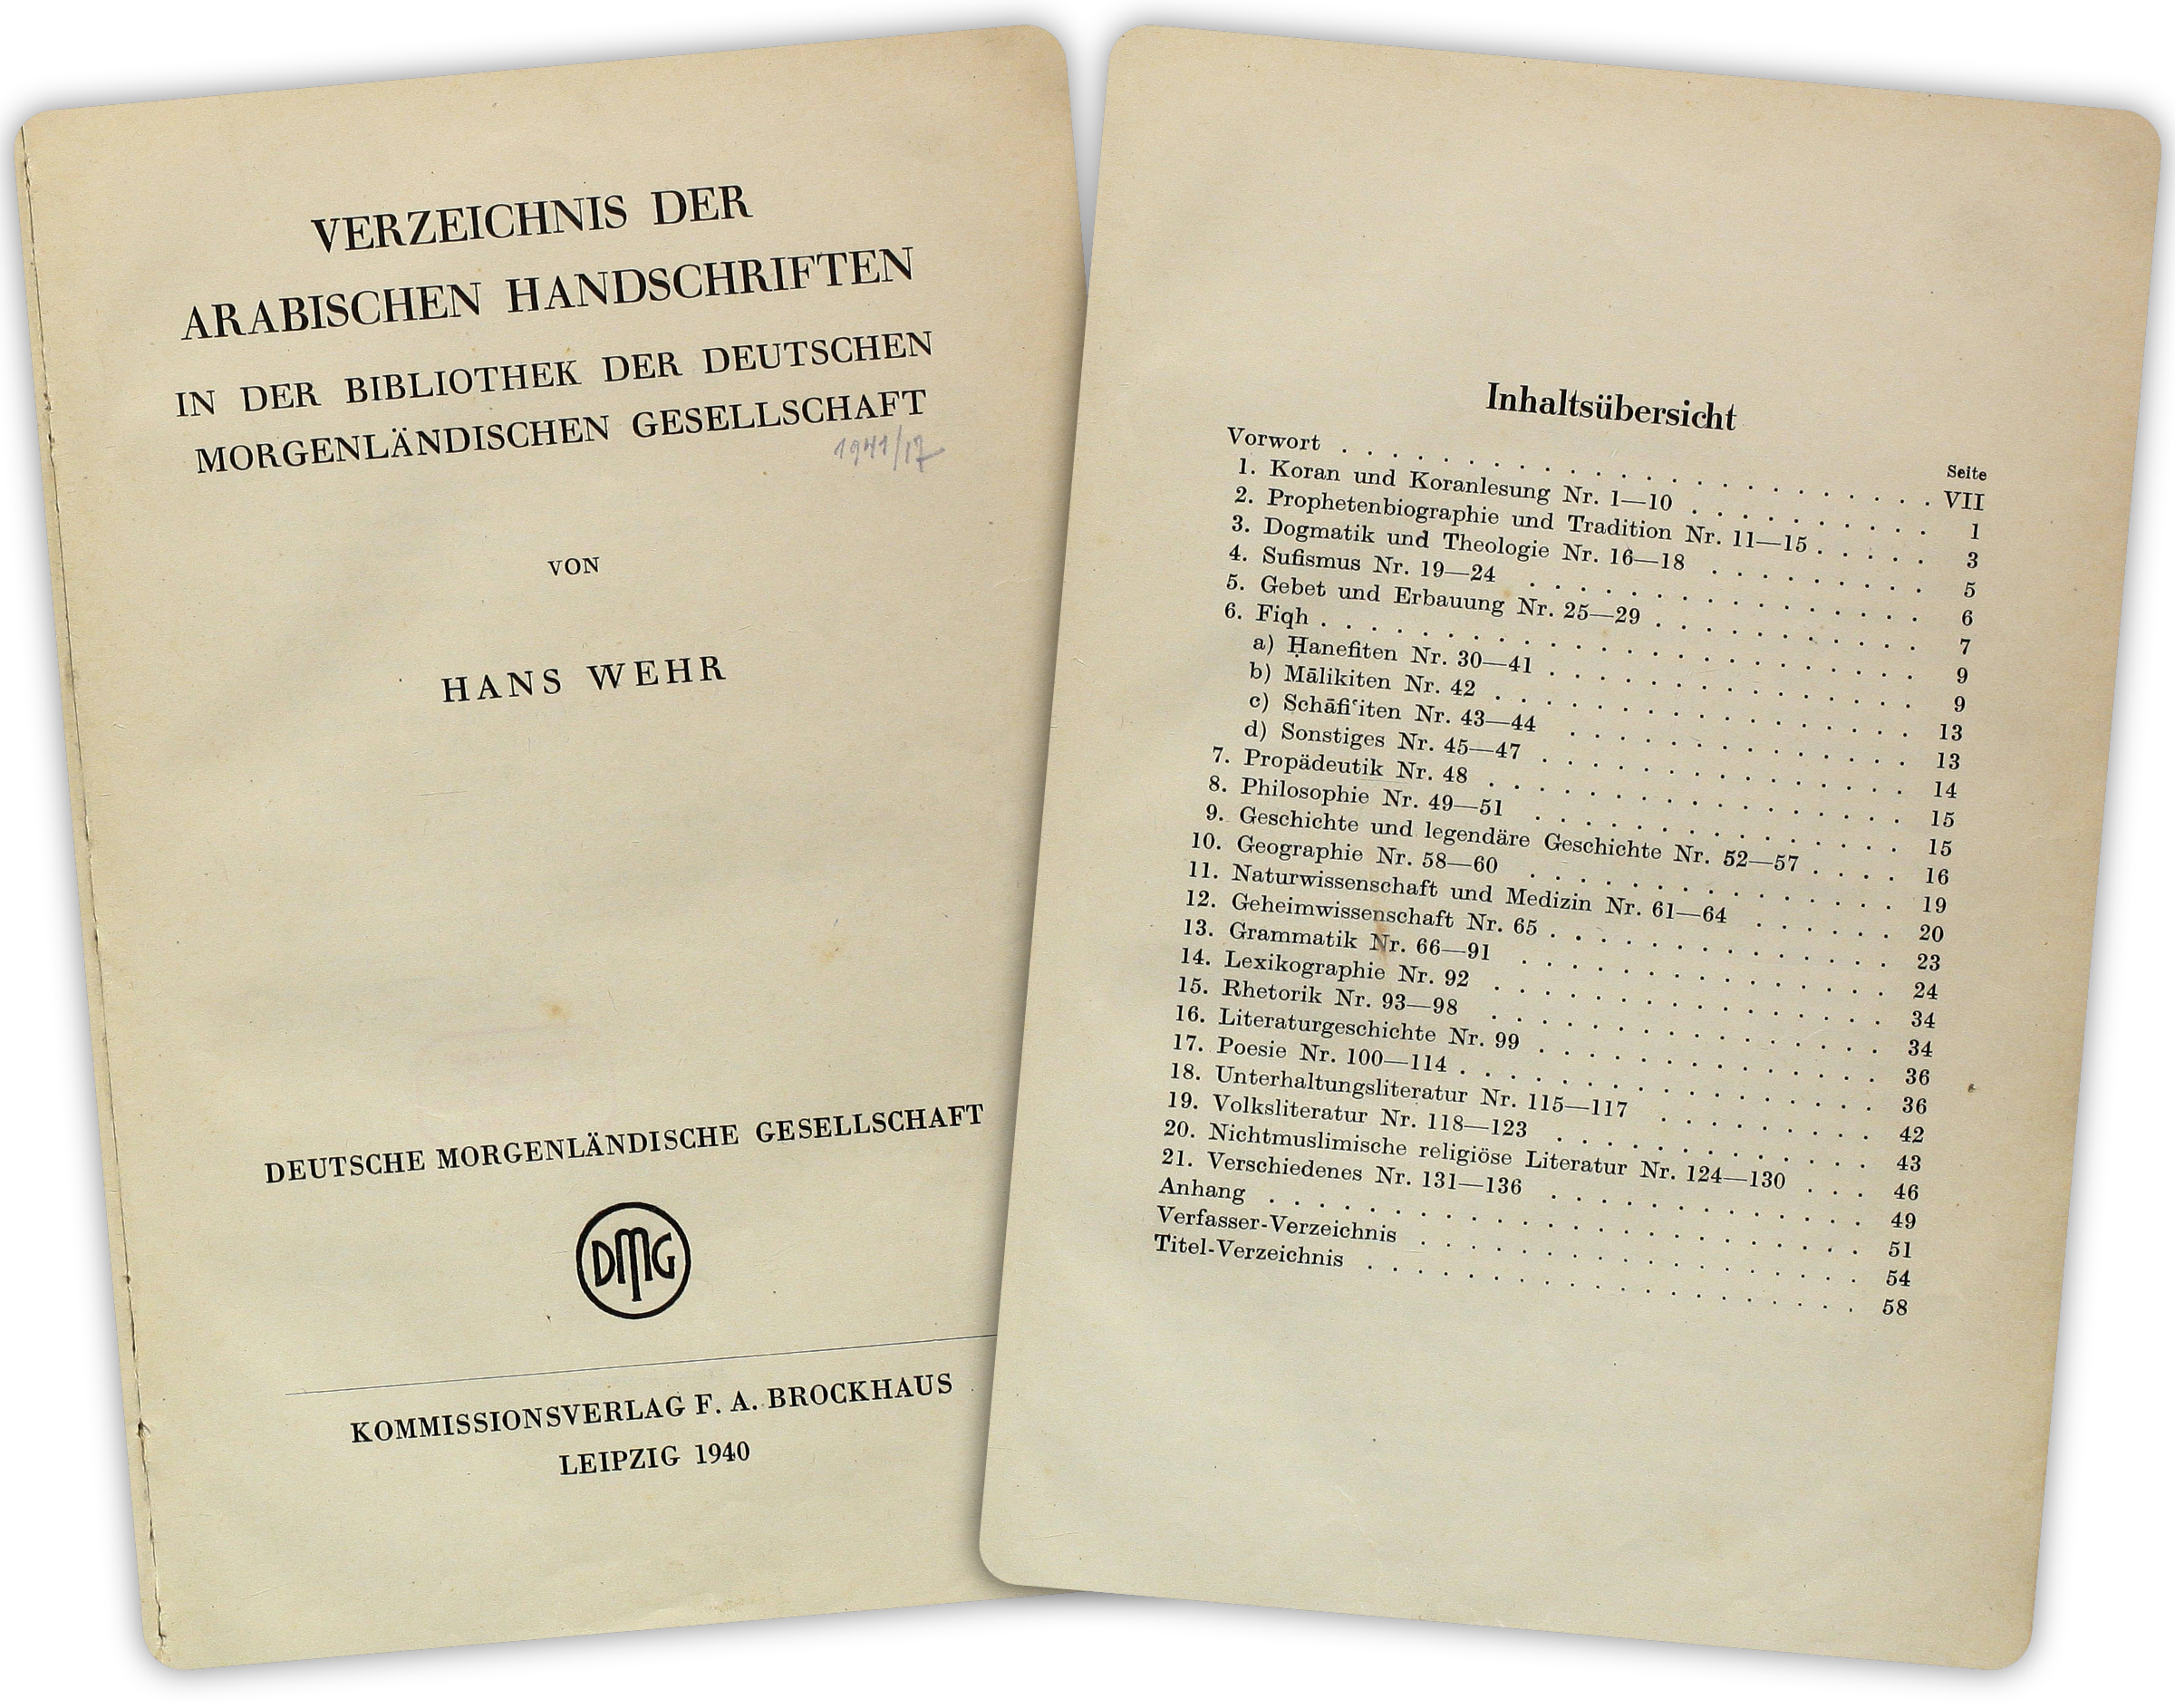 VERZEICHNIS DER
ARABISCHEN HANDSCHRIFTEN
IN DER BIBLIOTHEK DER DEUTSCHEN
MORGENLÄNDISCHEN GESELLSCHAFT
1941/17
VON
HANS WEHR
DEUTSCHE MORGENLÄNDISCHE GESELLSCHAFT
DMG
KOMMISSIONSVERLAG F. A. BROCKHAUS
LEIPZIG 1940
Inhaltsübersicht
Seite
Vorwort . . . . . . . . . . . . . . . . . . . . . . . . VII
1. Koran und Koranlesung Nr. 1—10 . . . . . . . . . . 1
2. Prophetenbiographie und Tradition Nr. 11—15 . . . . . 3
3. Dogmatik und Theologie Nr. 16—18 . . . . . . . . . 5
4. Sufismus Nr. 19—24 . . . . . . . . . . . . . . . . 6
5. Gebet und Erbauung Nr. 25—29 . . . . . . . . . . . 7
6. Fiqh . . . . . . . . . . . . . . . . . . . . . . . . 9
a) Ḥanefiten Nr. 30—41 . . . . . . . . . . . . . . . 9
b) Mālikiten Nr. 42 . . . . . . . . . . . . . . . . . 13
c) Schāfiʿiten Nr. 43—44 . . . . . . . . . . . . . . 13
d) Sonstiges Nr. 45—47 . . . . . . . . . . . . . . . 14
7. Propädeutik Nr. 48 . . . . . . . . . . . . . . . . . 15
8. Philosophie Nr. 49—51 . . . . . . . . . . . . . . . 15
9. Geschichte und legendäre Geschichte Nr. 52—57 . . . . 16
10. Geographie Nr. 58—60 . . . . . . . . . . . . . . . 19
11. Naturwissenschaft und Medizin Nr. 61—64 . . . . . . 20
12. Geheimwissenschaft Nr. 65 . . . . . . . . . . . . . . 23
13. Grammatik Nr. 66—91 . . . . . . . . . . . . . . . 24
14. Lexikographie Nr. 92 . . . . . . . . . . . . . . . . 34
15. Rhetorik Nr. 93—98 . . . . . . . . . . . . . . . . 34
16. Literaturgeschichte Nr. 99 . . . . . . . . . . . . . . 36
17. Poesie Nr. 100—114 . . . . . . . . . . . . . . . . . 36
18. Unterhaltungsliteratur Nr. 115—117 . . . . . . . . . 42
19. Volksliteratur Nr. 118—123 . . . . . . . . . . . . . 43
20. Nichtmuslimische religiöse Literatur Nr. 124—130 . . . 46
21. Verschiedenes Nr. 131—136 . . . . . . . . . . . . . 49
Anhang . . . . . . . . . . . . . . . . . . . . . . . . 51
Verfasser-Verzeichnis . . . . . . . . . . . . . . . . . . 54
Titel-Verzeichnis . . . . . . . . . . . . . . . . . . . . 58